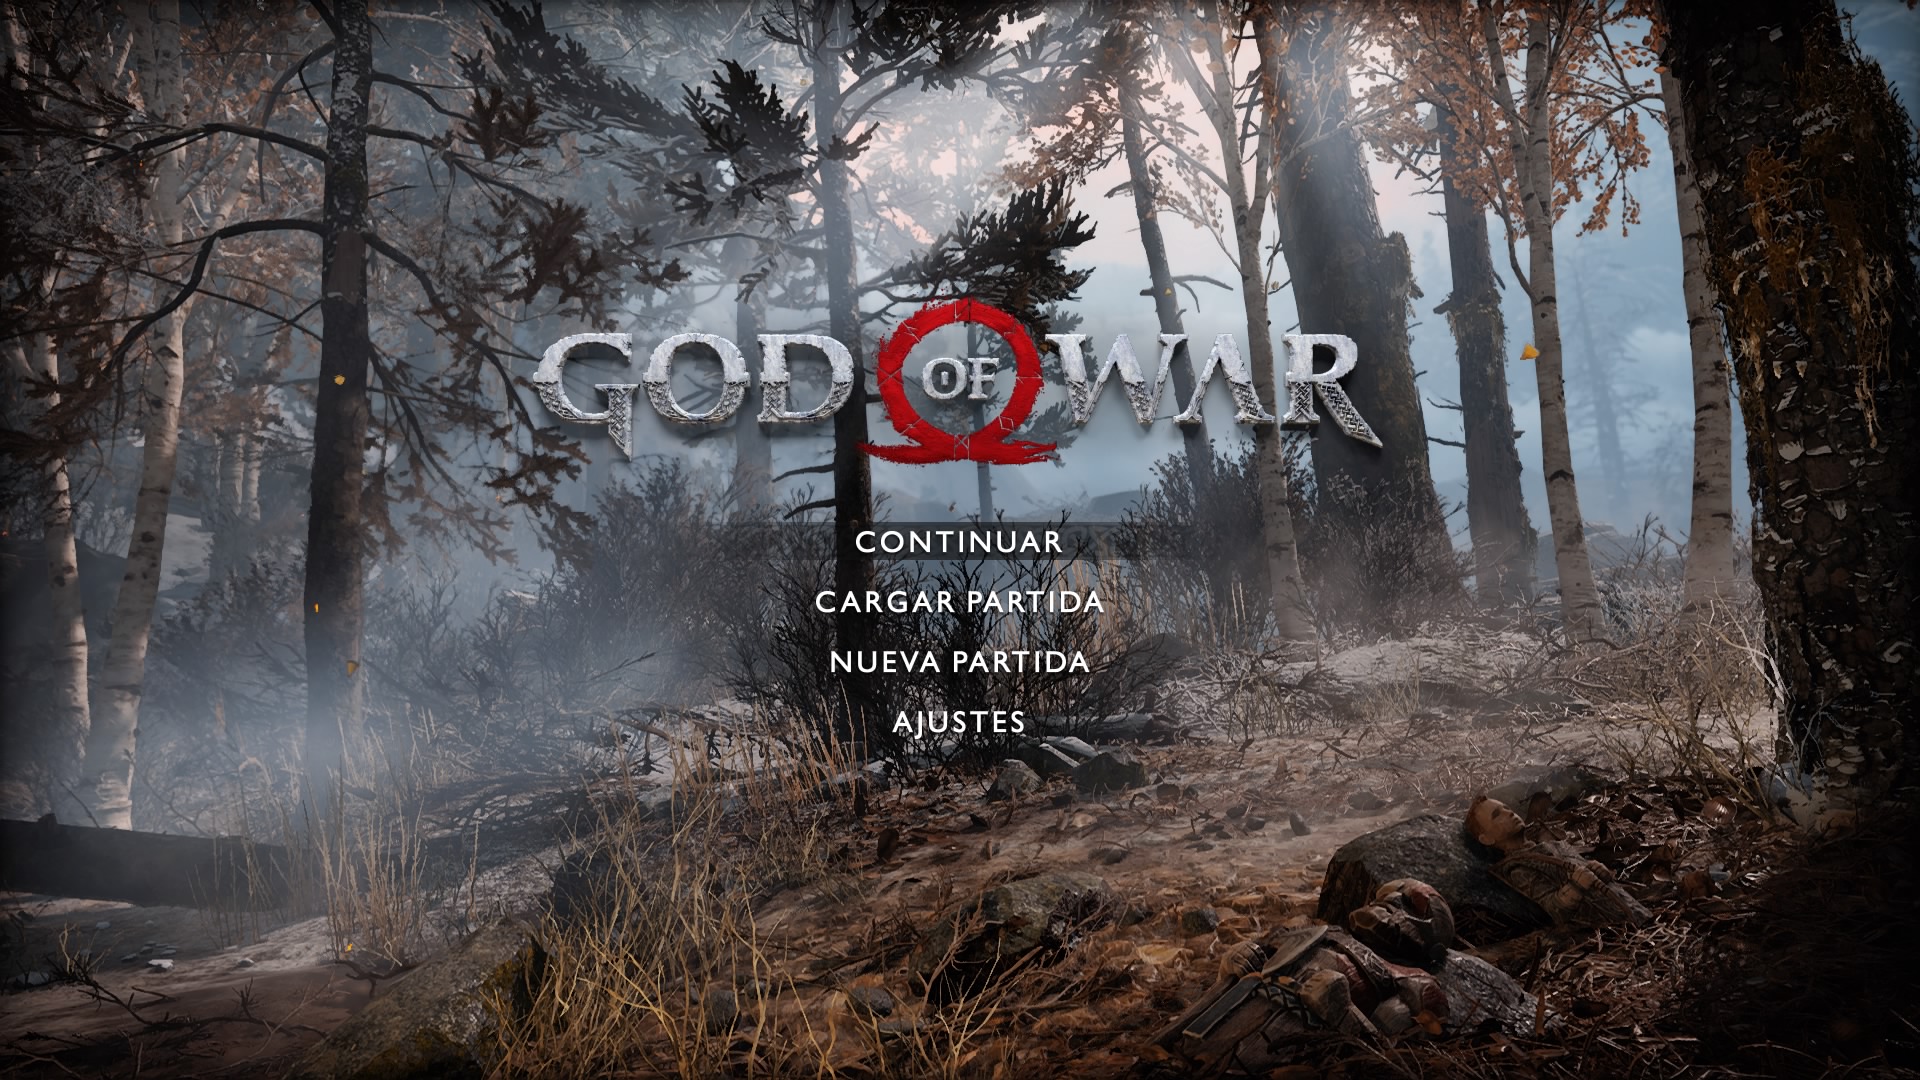 GOD OF WAR
CONTINUAR
CARGAR PARTIDA
NUEVA PARTIDA
AJUSTES